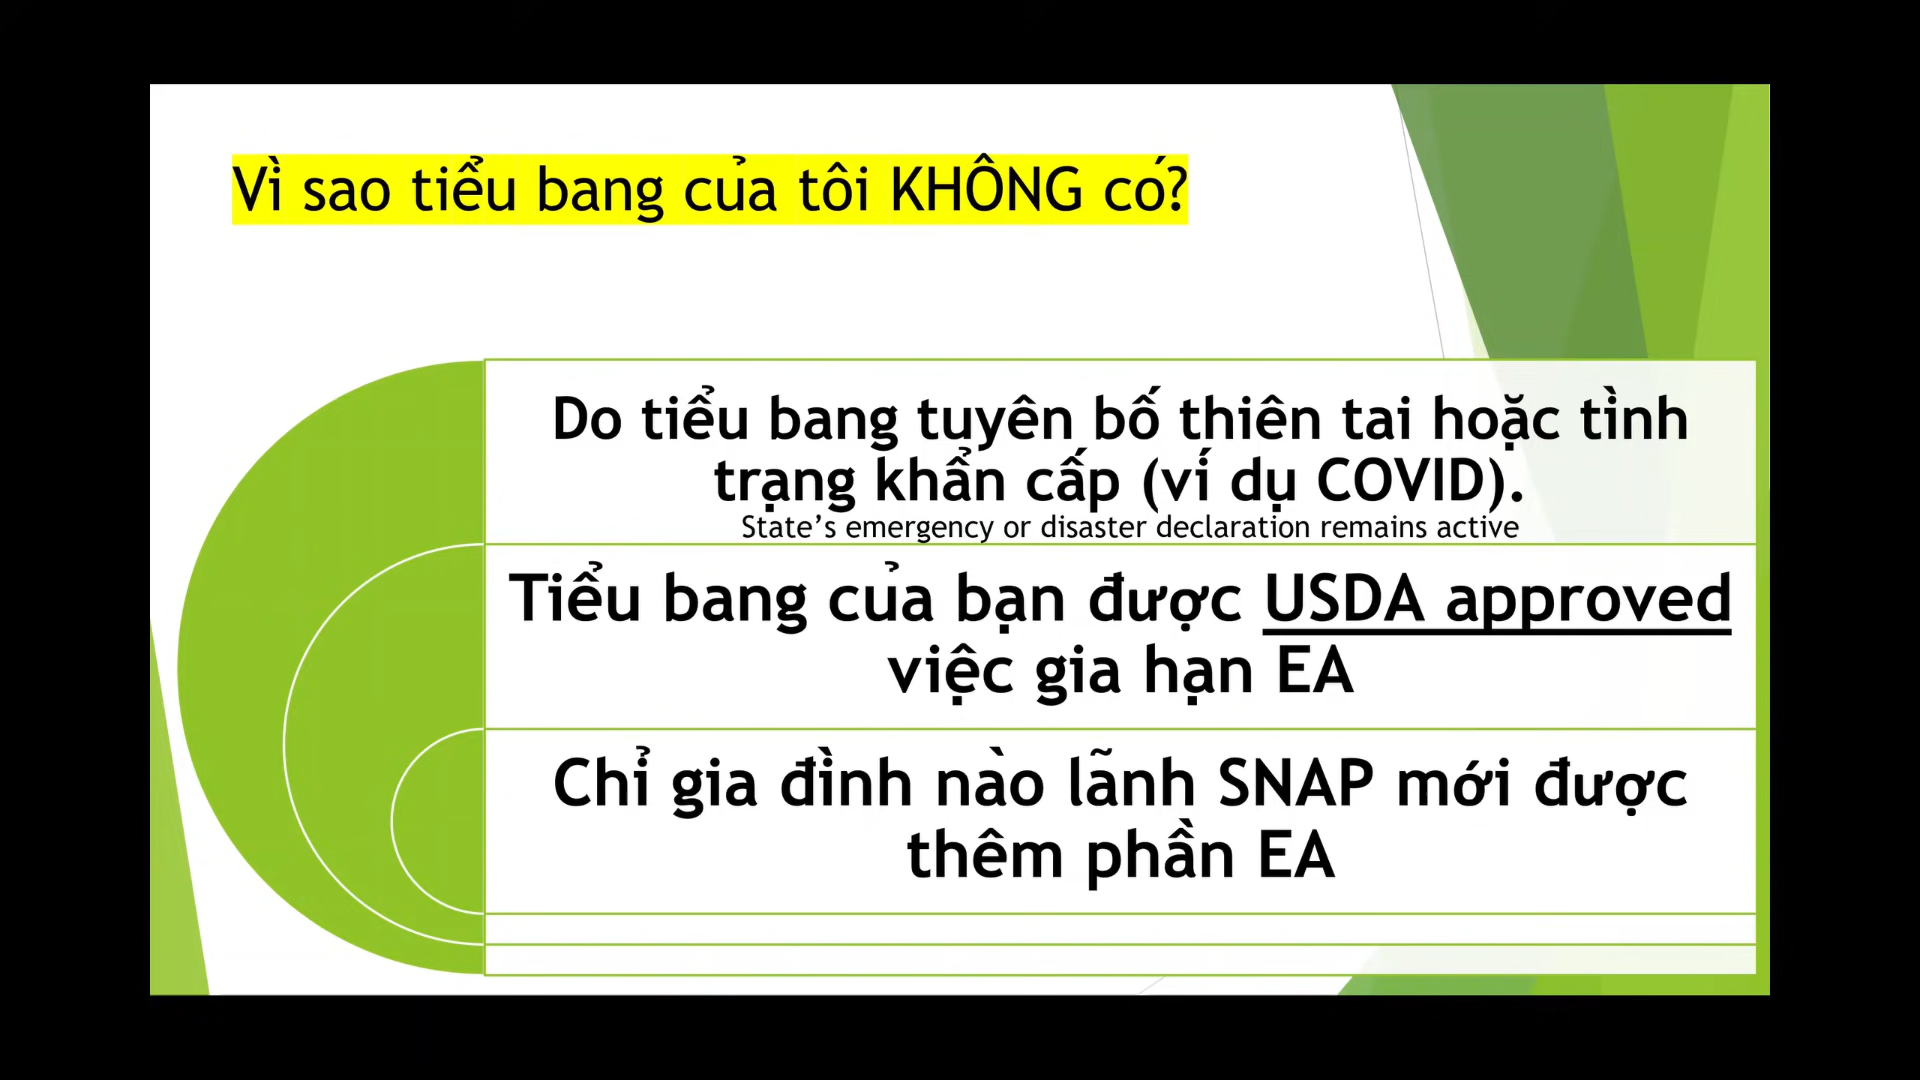 Vì sao tiểu bang của tôi KHÔNG có?
Do tiểu bang tuyên bố thiên tai hoặc tình
trạng khẩn cấp (ví dụ COVID).
State’s emergency or disaster declaration remains active
Tiểu bang của bạn được USDA approved
việc gia hạn EA
Chỉ gia đình nào lãnh SNAP mới được
thêm phần EA